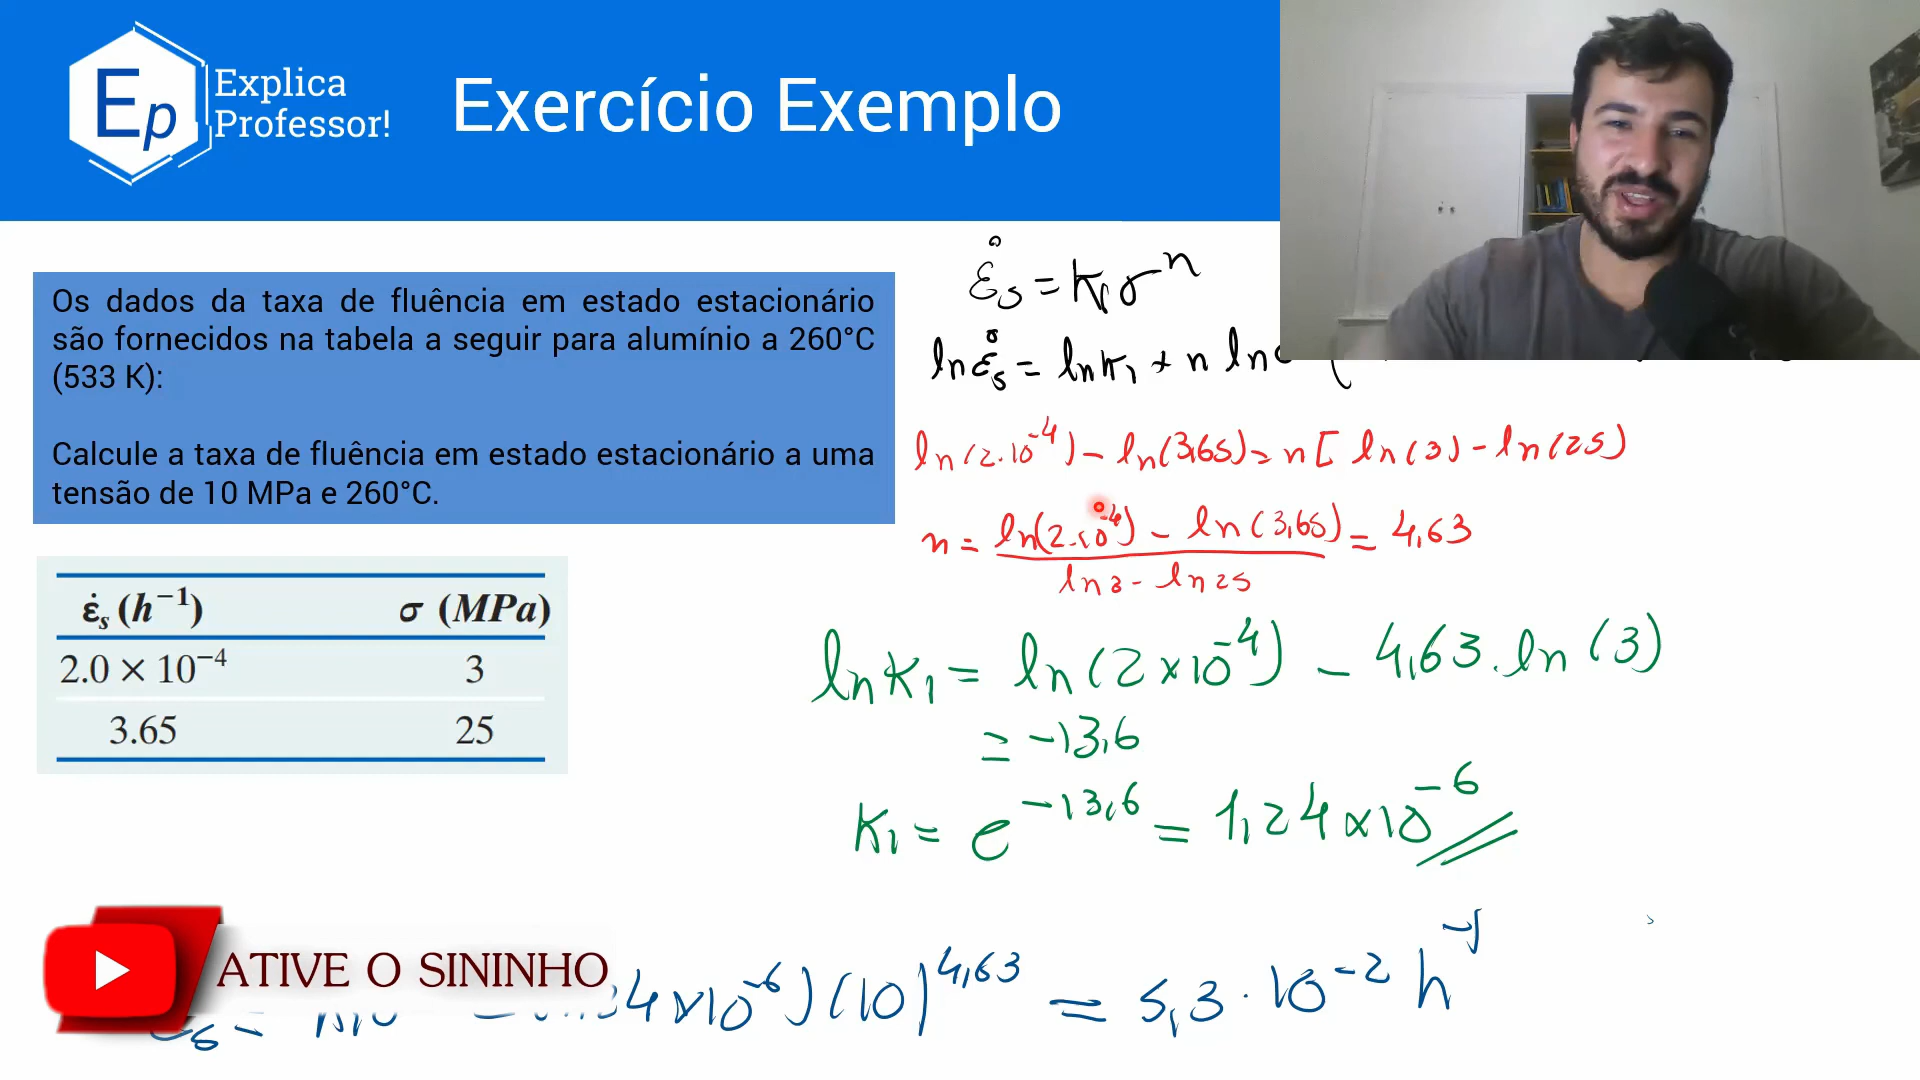 Explica
Professor!
Ep
Exercício Exemplo
Os dados da taxa de fluência em estado estacionário
são fornecidos na tabela a seguir para alumínio a 260°C
(533 K):
Calcule a taxa de fluência em estado estacionário a uma
tensão de 10 MPa e 260°C.
ε̇s (h⁻¹) σ (MPa)
2.0 × 10⁻⁴ 3
3.65 25
ε̇s = K₁σⁿ
ln ε̇s = ln K₁ + n ln
ln(2.10⁻⁴) - ln(3,65) = n[ln(3) - ln(25)
n = ln(2.10⁻⁴) - ln(3,65) = 4,63
ln 3 - ln 25
ln K₁ = ln(2×10⁻⁴) - 4,63.ln(3)
= -13,6
K₁ = e⁻¹³,⁶ = 1,24×10⁻⁶
ATIVE O SININHO
4×10⁻⁶)(10)⁴,⁶³ = 5,3.10⁻² h⁻¹